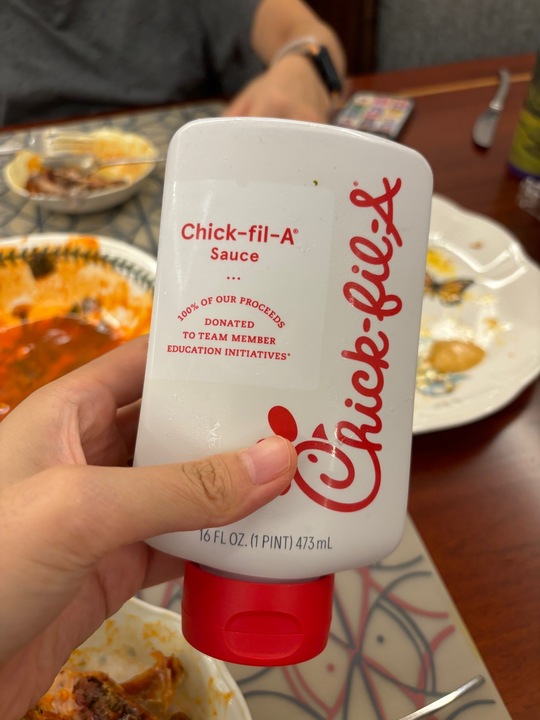 Chick-fil-A®
Sauce
100% OF OUR PROCEEDS
DONATED
TO TEAM MEMBER
EDUCATION INITIATIVES*
Chick-fil-A®
16 FL OZ. (1 PINT) 473 mL